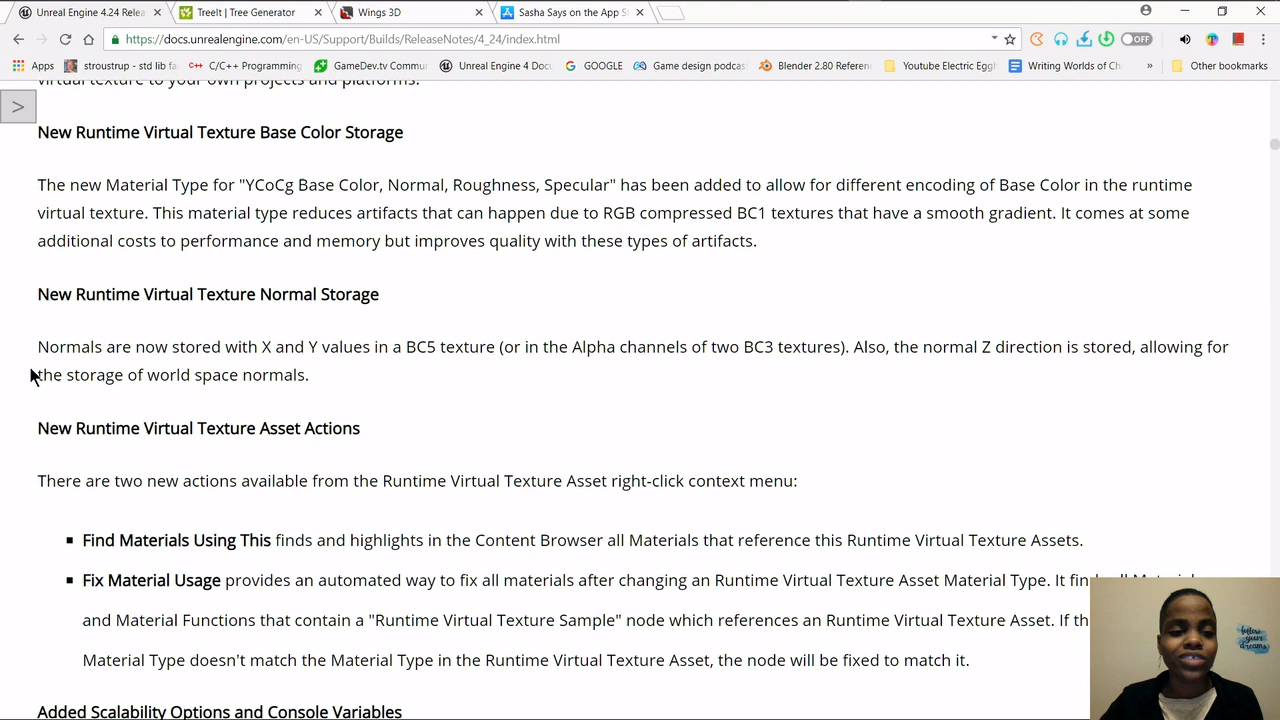 Unreal Engine 4.24 Relea
TreeIt | Tree Generator
Wings 3D
Sasha Says on the App S
https://docs.unrealengine.com/en-US/Support/Builds/ReleaseNotes/4_24/index.html
OFF
Apps
stroustrup - std lib fa
C/C++ Programming
GameDev.tv Commu
Unreal Engine 4 Docu
GOOGLE
Game design podcas
Blender 2.80 Referen
Youtube Electric Eggp
Writing Worlds of Ch
»
Other bookmarks
virtual texture to your own projects and platforms.
>
New Runtime Virtual Texture Base Color Storage
The new Material Type for "YCoCg Base Color, Normal, Roughness, Specular" has been added to allow for different encoding of Base Color in the runtime
virtual texture. This material type reduces artifacts that can happen due to RGB compressed BC1 textures that have a smooth gradient. It comes at some
additional costs to performance and memory but improves quality with these types of artifacts.
New Runtime Virtual Texture Normal Storage
Normals are now stored with X and Y values in a BC5 texture (or in the Alpha channels of two BC3 textures). Also, the normal Z direction is stored, allowing for
the storage of world space normals.
New Runtime Virtual Texture Asset Actions
There are two new actions available from the Runtime Virtual Texture Asset right-click context menu:
Find Materials Using This finds and highlights in the Content Browser all Materials that reference this Runtime Virtual Texture Assets.
Fix Material Usage provides an automated way to fix all materials after changing an Runtime Virtual Texture Asset Material Type. It
and Material Functions that contain a "Runtime Virtual Texture Sample" node which references an Runtime Virtual Texture Asset. If th
Material Type doesn't match the Material Type in the Runtime Virtual Texture Asset, the node will be fixed to match it.
follow
your
dreams
Added Scalability Options and Console Variables